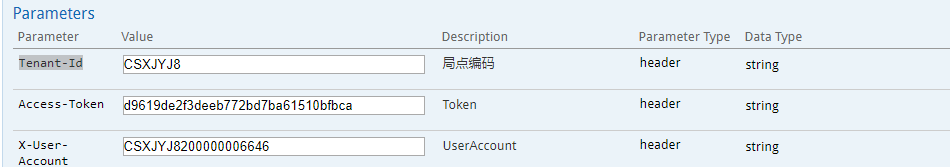 Parameters
Parameter Value Description Parameter Type Data Type
Tenant-Id CSXJYJ8 局点编码 header string
Access-Token d9619de2f3deeb772bd7ba61510bfbca Token header string
X-User-Account CSXJYJ8200000006646 UserAccount header string